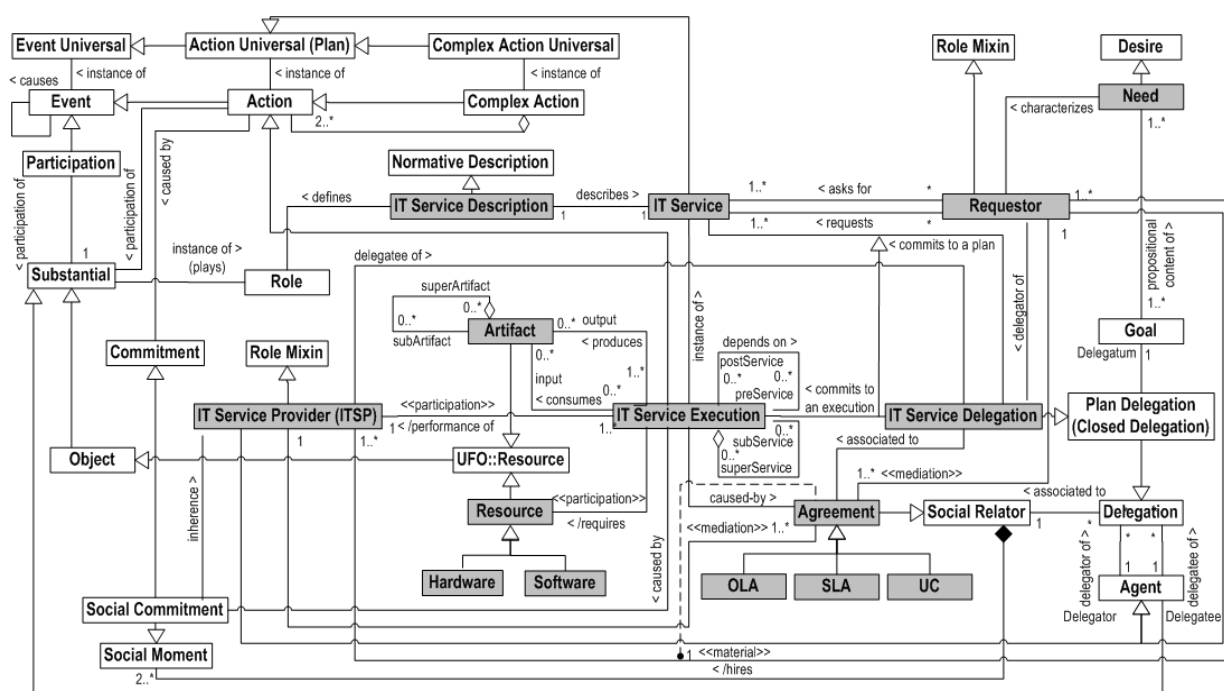 Event Universal
Action Universal (Plan)
Complex Action Universal
Role Mixin
Desire
< causes
< instance of
< instance of
< instance of
Event
Action
Complex Action
Need
2..*
< characterizes
1..*
Participation
Normative Description
< participation of
< participation of
< caused by
< defines
IT Service Description
describes >
IT Service
1..*
< asks for
*
Requestor
1..*
1
1
1..*
< requests
*
1
1
instance of >
(plays)
delegatee of >
< commits to a plan
propositional
content of >
Substantial
Role
superArtifact
0..*
0..*
Artifact
0..*
output
< produces
instance of >
< delegator of
1..*
subArtifact
0..*
1..*
depends on >
postService
0..*
0..*
preService
Goal
Commitment
Role Mixin
input
0..*
< consumes
Delegatum
1
< commits to
an execution
IT Service Provider (ITSP)
<<participation>>
IT Service Execution
IT Service Delegation
Plan Delegation
(Closed Delegation)
1
1..*
< /performance of
1..*
0..*
subService
0..*
superService
< associated to
Object
UFO::Resource
1..*
<<mediation>>
inherence >
<<participation>>
caused-by >
< associated to
Resource
Agreement
Social Relator
Delegation
*
< /requires
<<mediation>>
1..*
1
*
*
*
Hardware
Software
< caused by
OLA
SLA
UC
delegator of >
1
1
delegatee of >
Agent
Social Commitment
Delegator
Delegatee
Social Moment
1
<<material>>
2..*
< /hires